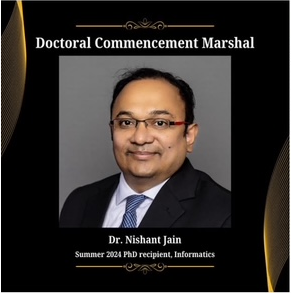 Doctoral Commencement Marshal
Dr. Nishant Jain
Summer 2024 PhD recipient, Informatics